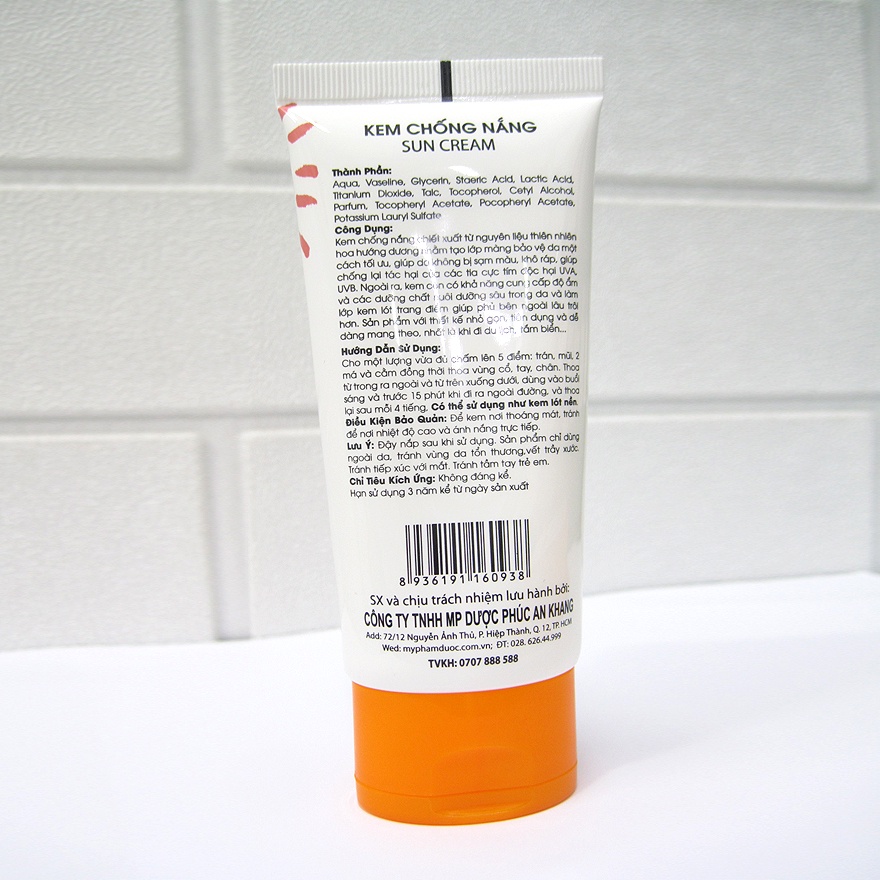 KEM CHỐNG NẮNG
SUN CREAM
Thành Phần:
Aqua, Vaseline, Glycerin, Staeric Acid, Lactic Acid,
Titanium Dioxide, Talc, Tocopherol, Cetyl Alcohol,
Parfum, Tocopheryl Acetate, Pocopheryl Acetate,
Potassium Lauryl Sulfate
Công Dụng:
Kem chống nắng chiết xuất từ nguyên liệu thiên nhiên
hoa hướng dương nhằm tạo lớp màng bảo vệ da một
cách tối ưu, giúp da không bị sạm màu, khô ráp, giúp
chống lại tác hại của các tia cực tím độc hại UVA,
UVB. Ngoài ra, kem còn có khả năng cung cấp độ ẩm
và các dưỡng chất nuôi dưỡng sâu trong da và làm
lớp kem lót trang điểm giúp phủ bên ngoài lâu trôi
hơn. Sản phẩm với thiết kế nhỏ gọn, tiện dụng và dễ
dàng mang theo, nhất là khi đi du lịch, tắm biển...
Hướng Dẫn Sử Dụng:
Cho một lượng vừa đủ chấm lên 5 điểm: trán, mũi, 2
má và cằm đồng thời thoa vùng cổ, tay, chân. Thoa
từ trong ra ngoài và từ trên xuống dưới, dùng vào buổi
sáng và trước 15 phút khi đi ra ngoài đường, và thoa
lại sau mỗi 4 tiếng. Có thể sử dụng như kem lót nền.
Điều Kiện Bảo Quản: Để kem nơi thoáng mát, tránh
để nơi nhiệt độ cao và ánh nắng trực tiếp.
Lưu Ý: Đậy nắp sau khi sử dụng. Sản phẩm chỉ dùng
ngoài da, tránh vùng da tổn thương,vết trầy xước.
Tránh tiếp xúc với mắt. Tránh tầm tay trẻ em.
Chỉ Tiêu Kích Ứng: Không đáng kể.
Hạn sử dụng 3 năm kể từ ngày sản xuất
8 936191 160938
SX và chịu trách nhiệm lưu hành bởi:
CÔNG TY TNHH MP DƯỢC PHÚC AN KHANG
Add: 72/12 Nguyễn Ảnh Thủ, P. Hiệp Thành, Q. 12, TP. HCM
Wed: myphamduoc.com.vn; ĐT: 028. 626.44.999
TVKH: 0707 888 588